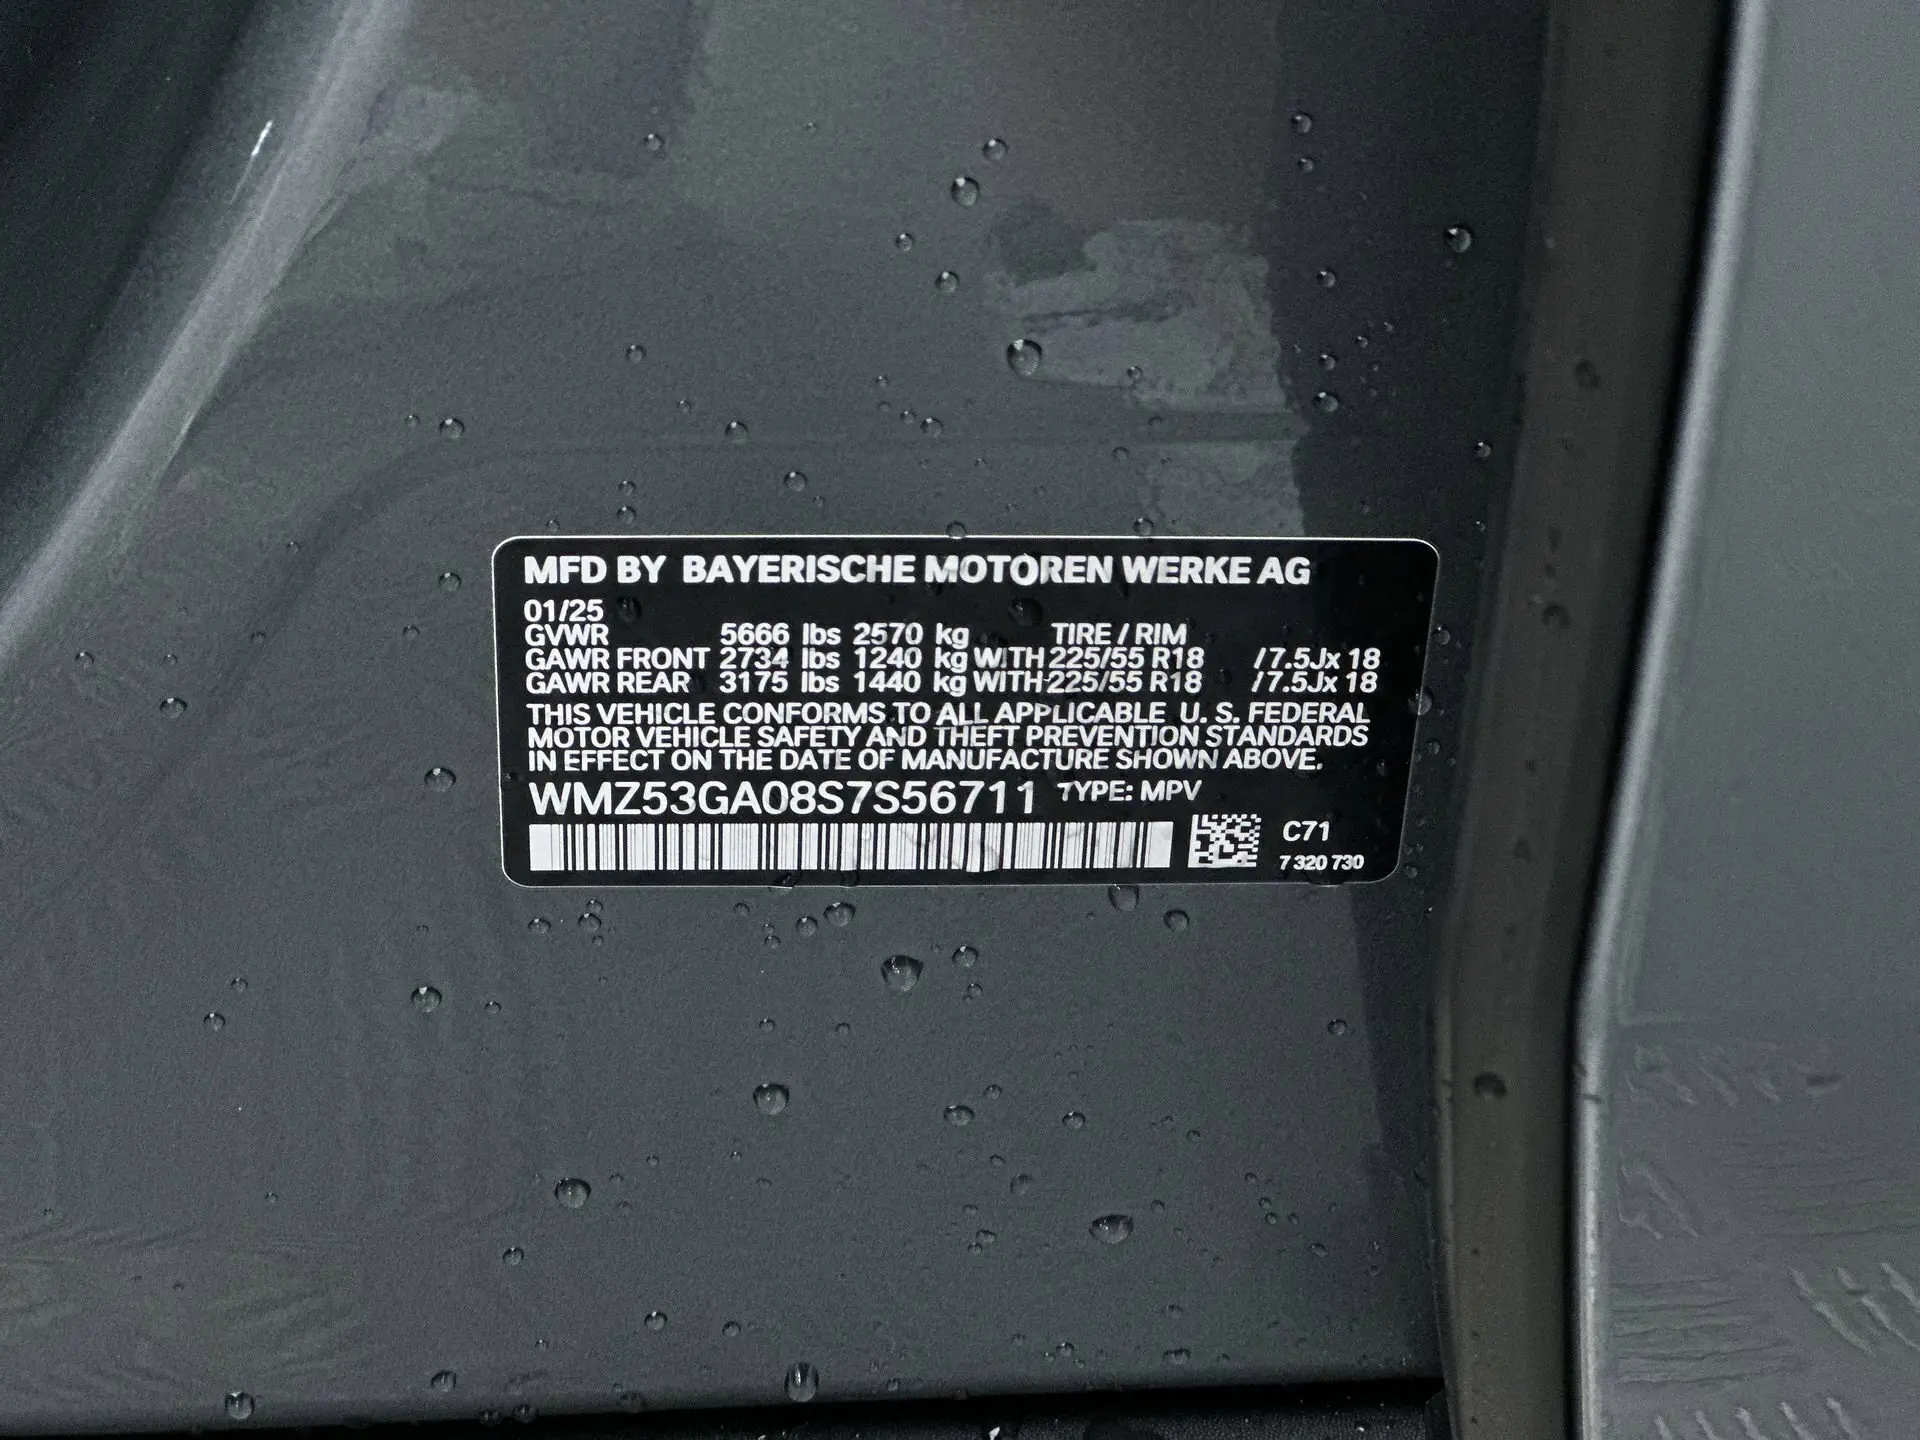 MFD BY BAYERISCHE MOTOREN WERKE AG
01/25
GVWR 5666 lbs 2570 kg TIRE / RIM
GAWR FRONT 2734 lbs 1240 kg WITH 225/55 R18 /7.5Jx 18
GAWR REAR 3175 lbs 1440 kg WITH 225/55 R18 /7.5Jx 18
THIS VEHICLE CONFORMS TO ALL APPLICABLE U. S. FEDERAL
MOTOR VEHICLE SAFETY AND THEFT PREVENTION STANDARDS
IN EFFECT ON THE DATE OF MANUFACTURE SHOWN ABOVE.
WMZ53GA08S7S56711 TYPE: MPV
C71
7 320 730